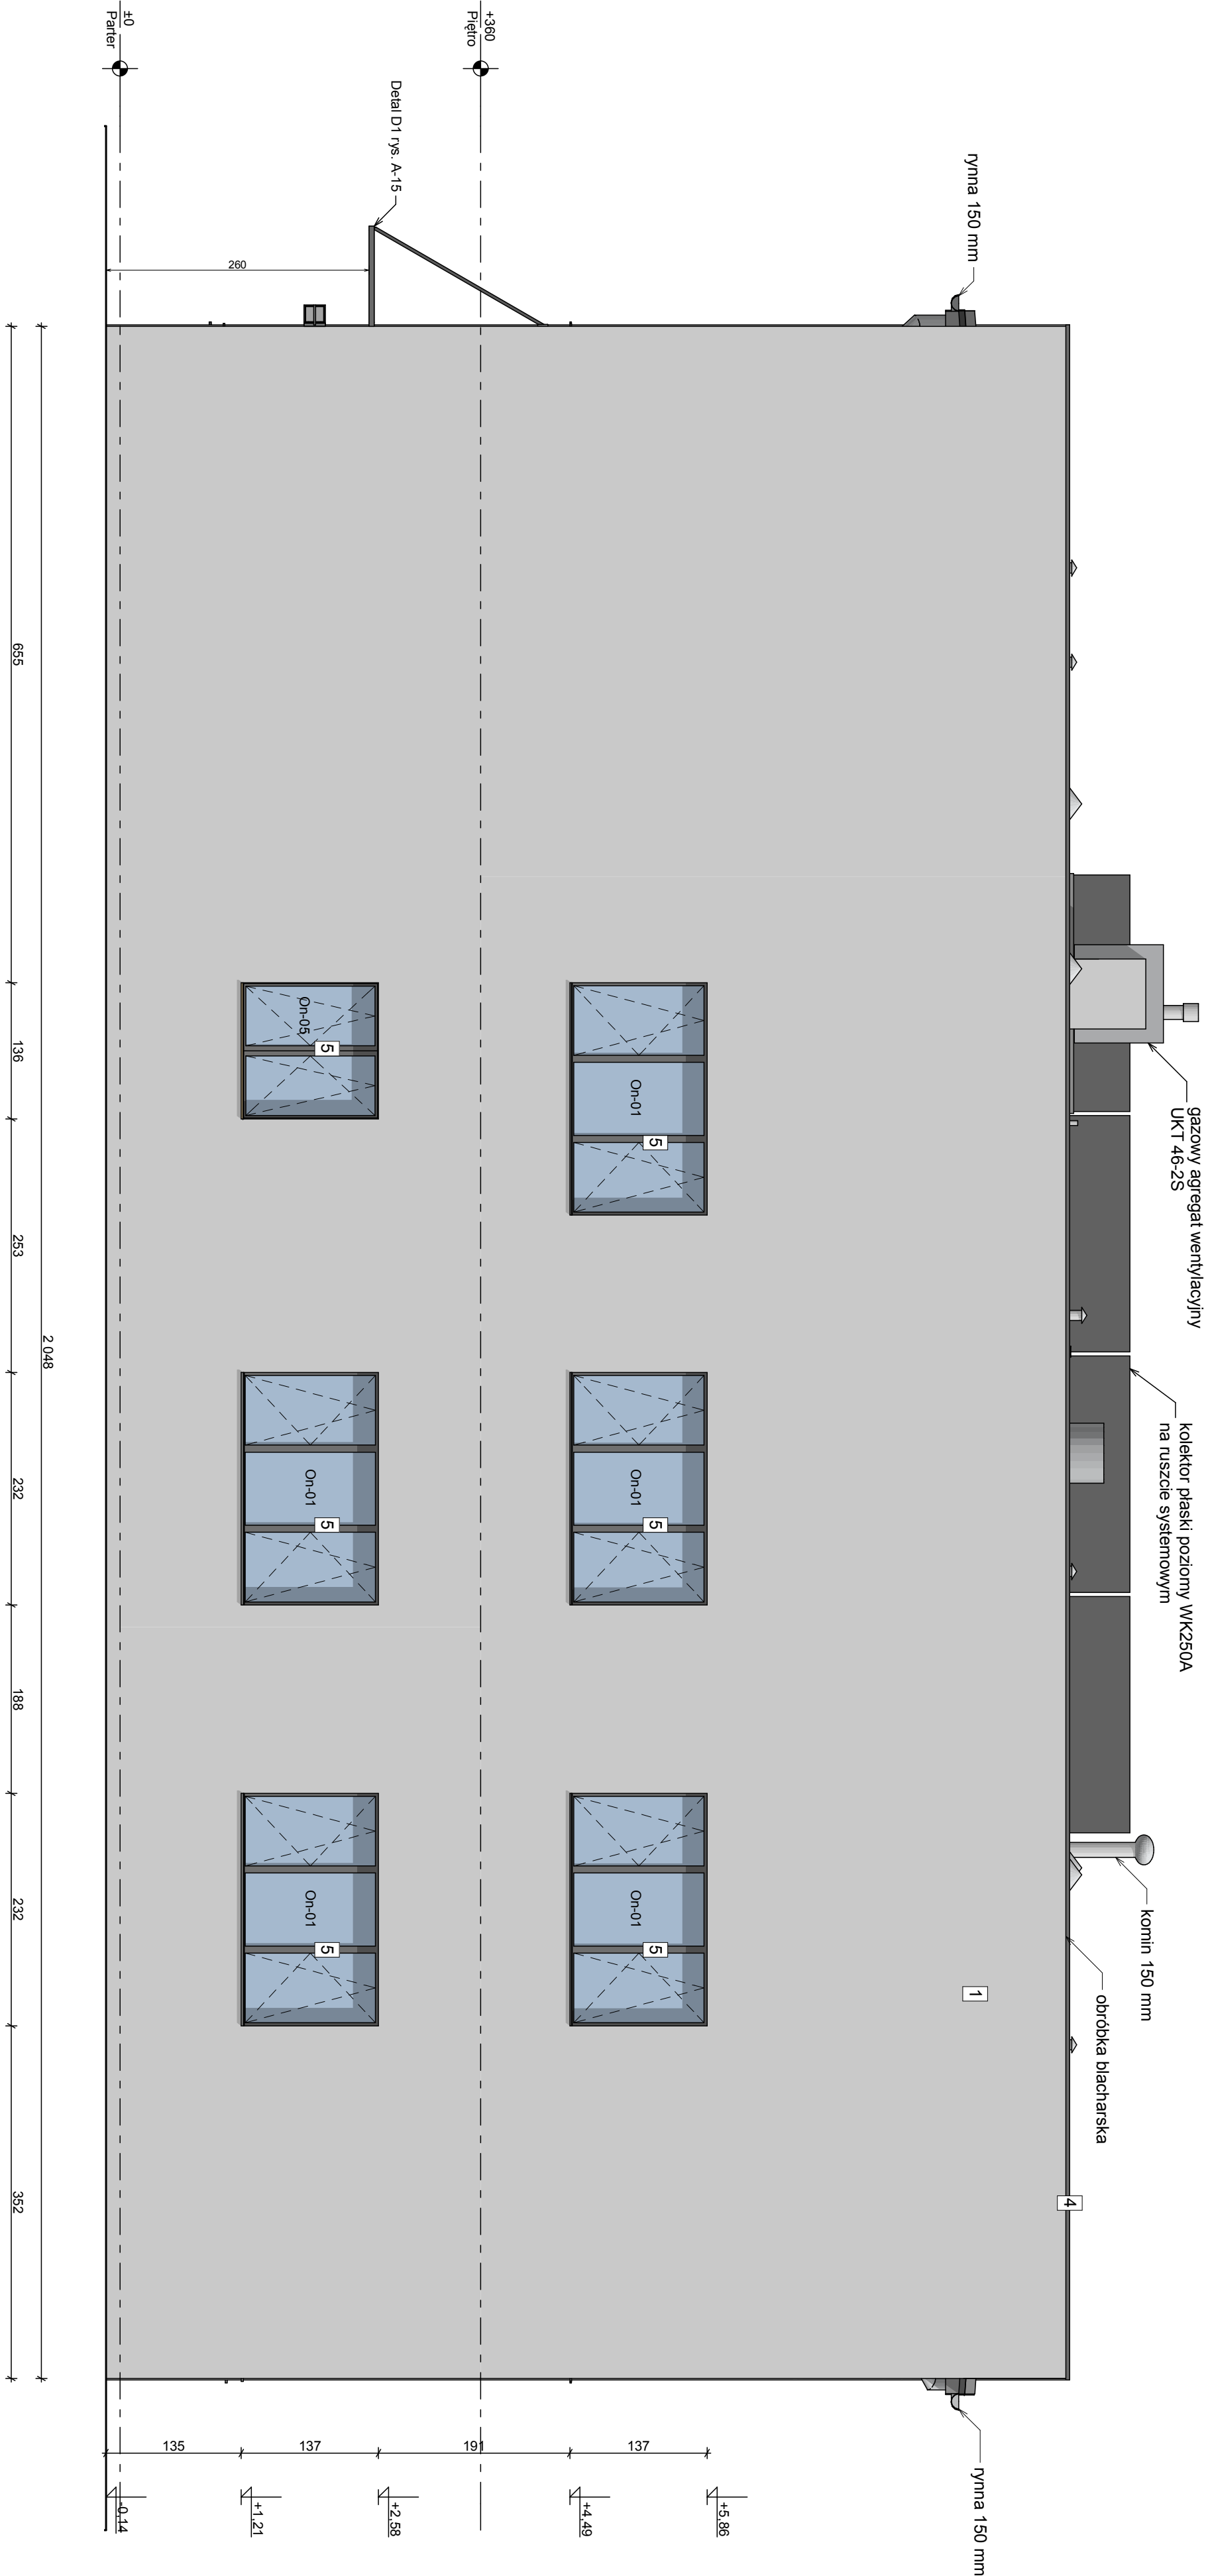 gazowy agregat wentylacyjny
UKT 46-2S
kolektor płaski poziomy WK250A
na ruszcie systemowym
komin 150 mm
obróbka blacharska
4
rynna 150 mm
1
rynna 150 mm
+5,86
137
On-01
5
On-01
5
On-01
5
+4,49
+360
Piętro
191
Detal D1 rys. A-15
+2,58
260
137
On-05
5
On-01
5
On-01
5
+1,21
135
±0
Parter
-0,14
2 048
655
136
253
232
188
232
352